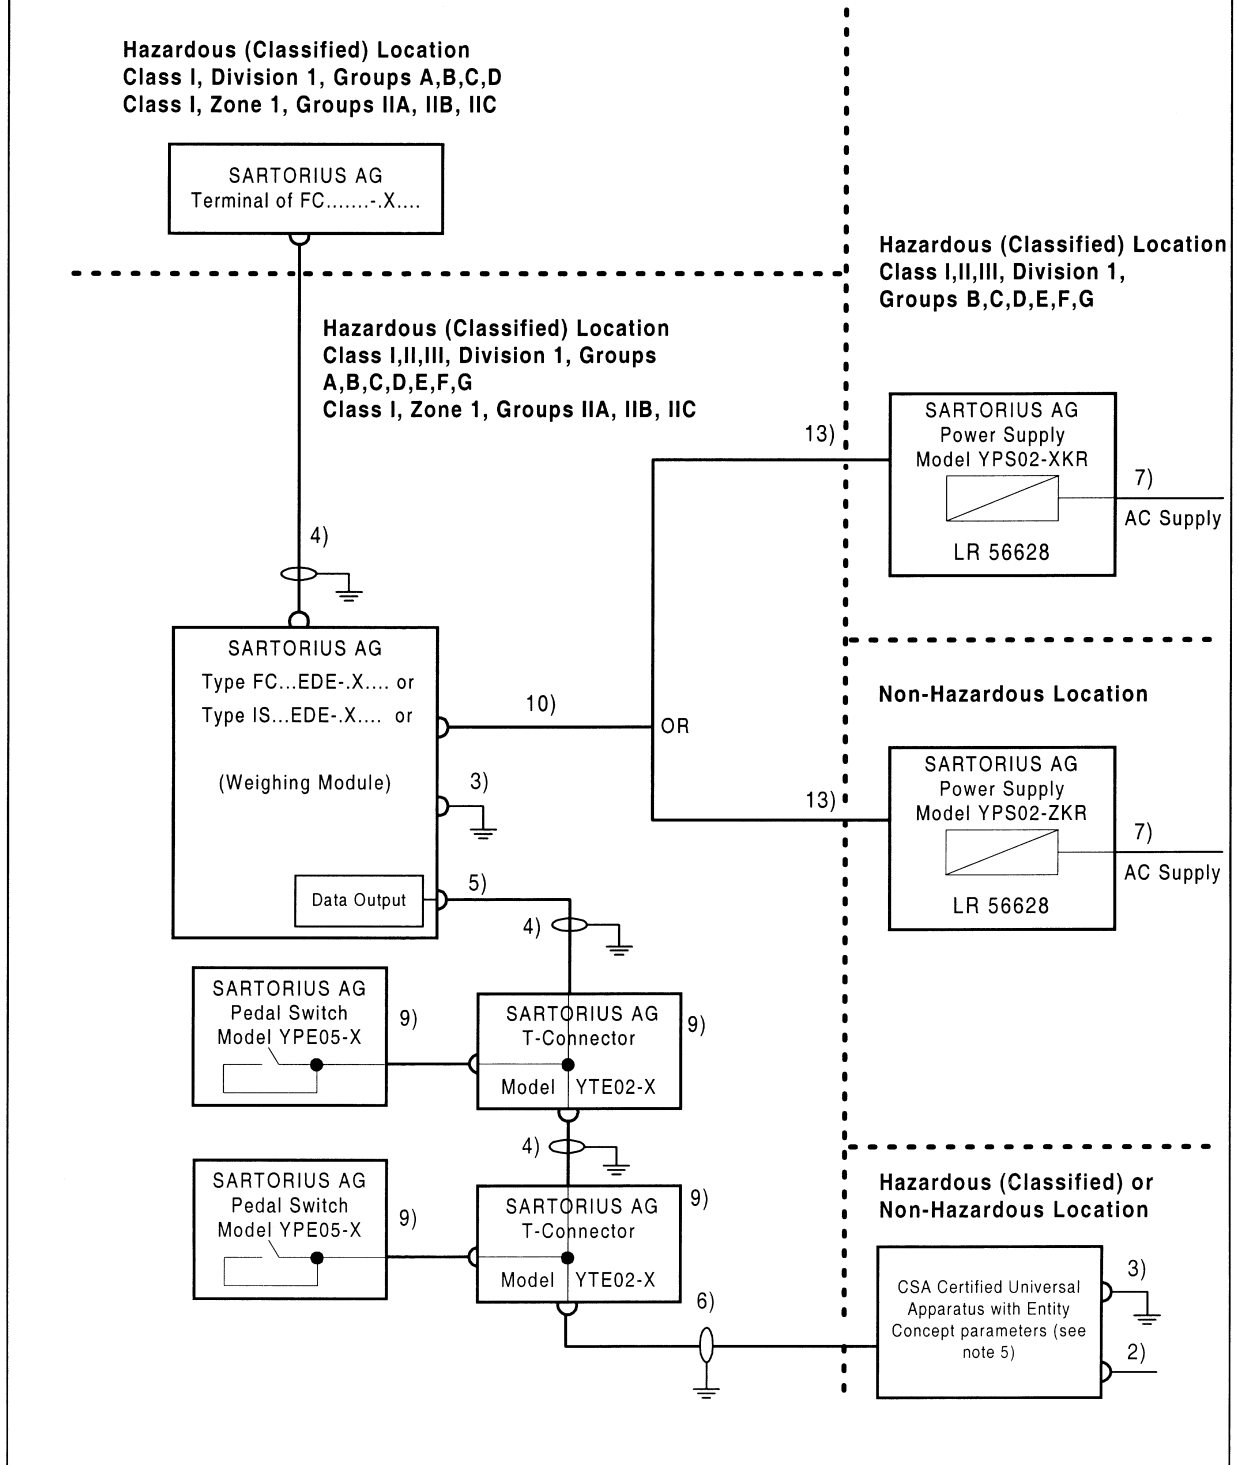 Hazardous (Classified) Location
Class I, Division 1, Groups A,B,C,D
Class I, Zone 1, Groups IIA, IIB, IIC
SARTORIUS AG
Terminal of FC.......-.X....
Hazardous (Classified) Location
Class I,II,III, Division 1,
Groups B,C,D,E,F,G
Hazardous (Classified) Location
Class I,II,III, Division 1, Groups
A,B,C,D,E,F,G
Class I, Zone 1, Groups IIA, IIB, IIC
13)
SARTORIUS AG
Power Supply
Model YPS02-XKR
LR 56628
7)
AC Supply
4)
SARTORIUS AG
Type FC...EDE-.X.... or
Type IS...EDE-.X.... or
(Weighing Module)
10)
OR
3)
13)
Non-Hazardous Location
SARTORIUS AG
Power Supply
Model YPS02-ZKR
LR 56628
7)
AC Supply
Data Output
5)
4)
SARTORIUS AG
Pedal Switch
Model YPE05-X
9)
SARTORIUS AG
T-Connector
Model YTE02-X
9)
4)
SARTORIUS AG
Pedal Switch
Model YPE05-X
9)
SARTORIUS AG
T-Connector
Model YTE02-X
9)
6)
Hazardous (Classified) or
Non-Hazardous Location
CSA Certified Universal
Apparatus with Entity
Concept parameters (see
note 5)
3)
2)